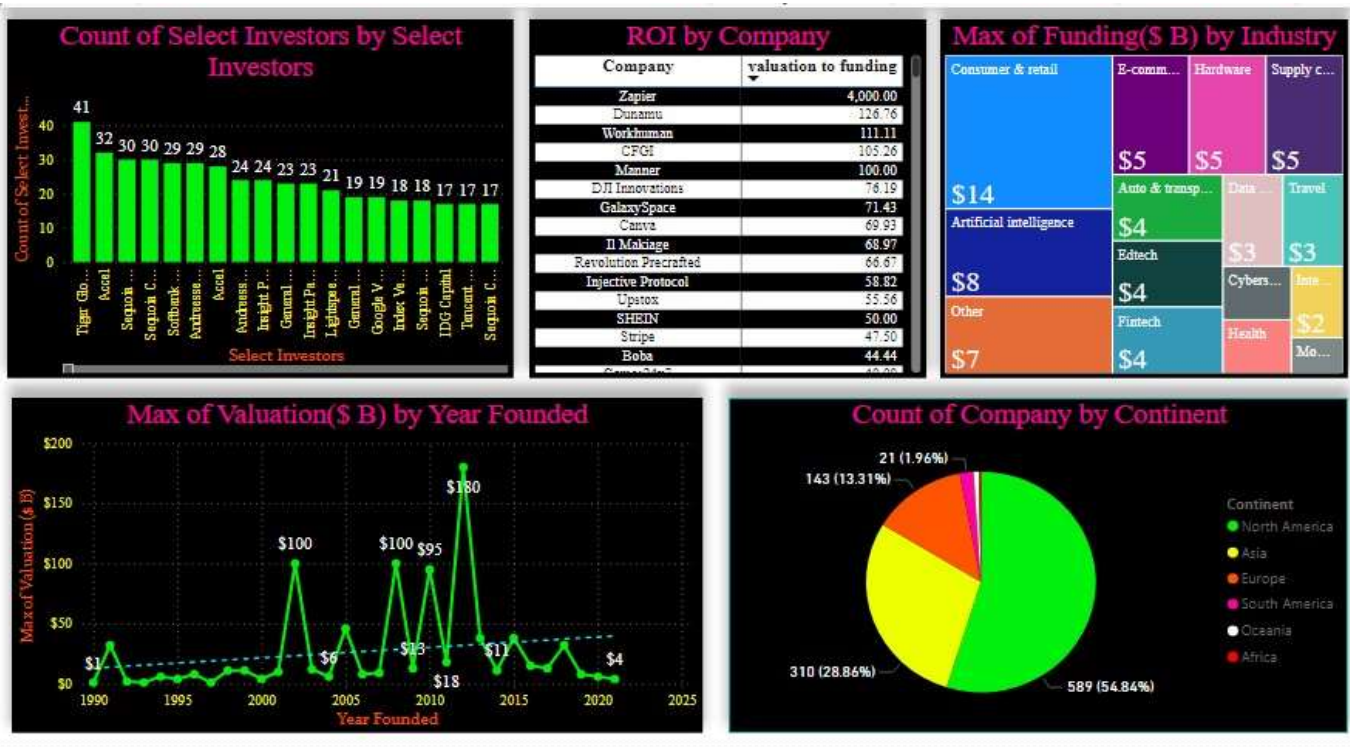 Count of Select Investors by Select
Investors
Count of Select Invest...
40
30
20
10
0
41
32
30
30
29
29
28
24
24
23
23
21
19
19
18
18
17
17
17
Tiger Glo...
Accel
Sequoia ...
Sequoia C...
Softbank...
Andreesse...
Accel
Andreess...
Insight P...
General...
Insight Pa...
Lightspee...
General...
Google V...
Index Ve...
Sequoia...
IDG Capital
Tencent...
Sequoia C...
Select Investors
ROI by Company
Company valuation to funding
Zapier 4,000.00
Dunamu 126.76
Workhuman 111.11
CFGI 105.26
Manner 100.00
DJI Innovations 76.19
GalaxySpace 71.43
Canva 69.93
Il Makiage 68.97
Revolution Precrafted 66.67
Injective Protocol 58.82
Upstox 55.56
SHEIN 50.00
Stripe 47.50
Boba 44.44
Max of Funding($ B) by Industry
Consumer & retail
$14
Artificial intelligence
$8
Other
$7
E-comm...
$5
Hardware
$5
Supply c...
$5
Auto & transp...
$4
Edtech
$4
Fintech
$4
Data ...
$3
Travel
$3
Cybers...
Inte...
$2
Health
Mo...
Max of Valuation($ B) by Year Founded
Max of Valuation($ B)
$200
$150
$100
$50
$0
$1
$100
$6
$100
$13
$95
$18
$180
$11
$4
1990
1995
2000
2005
2010
2015
2020
2025
Year Founded
Count of Company by Continent
21 (1.96%)
143 (13.31%)
310 (28.86%)
589 (54.84%)
Continent
North America
Asia
Europe
South America
Oceania
Africa